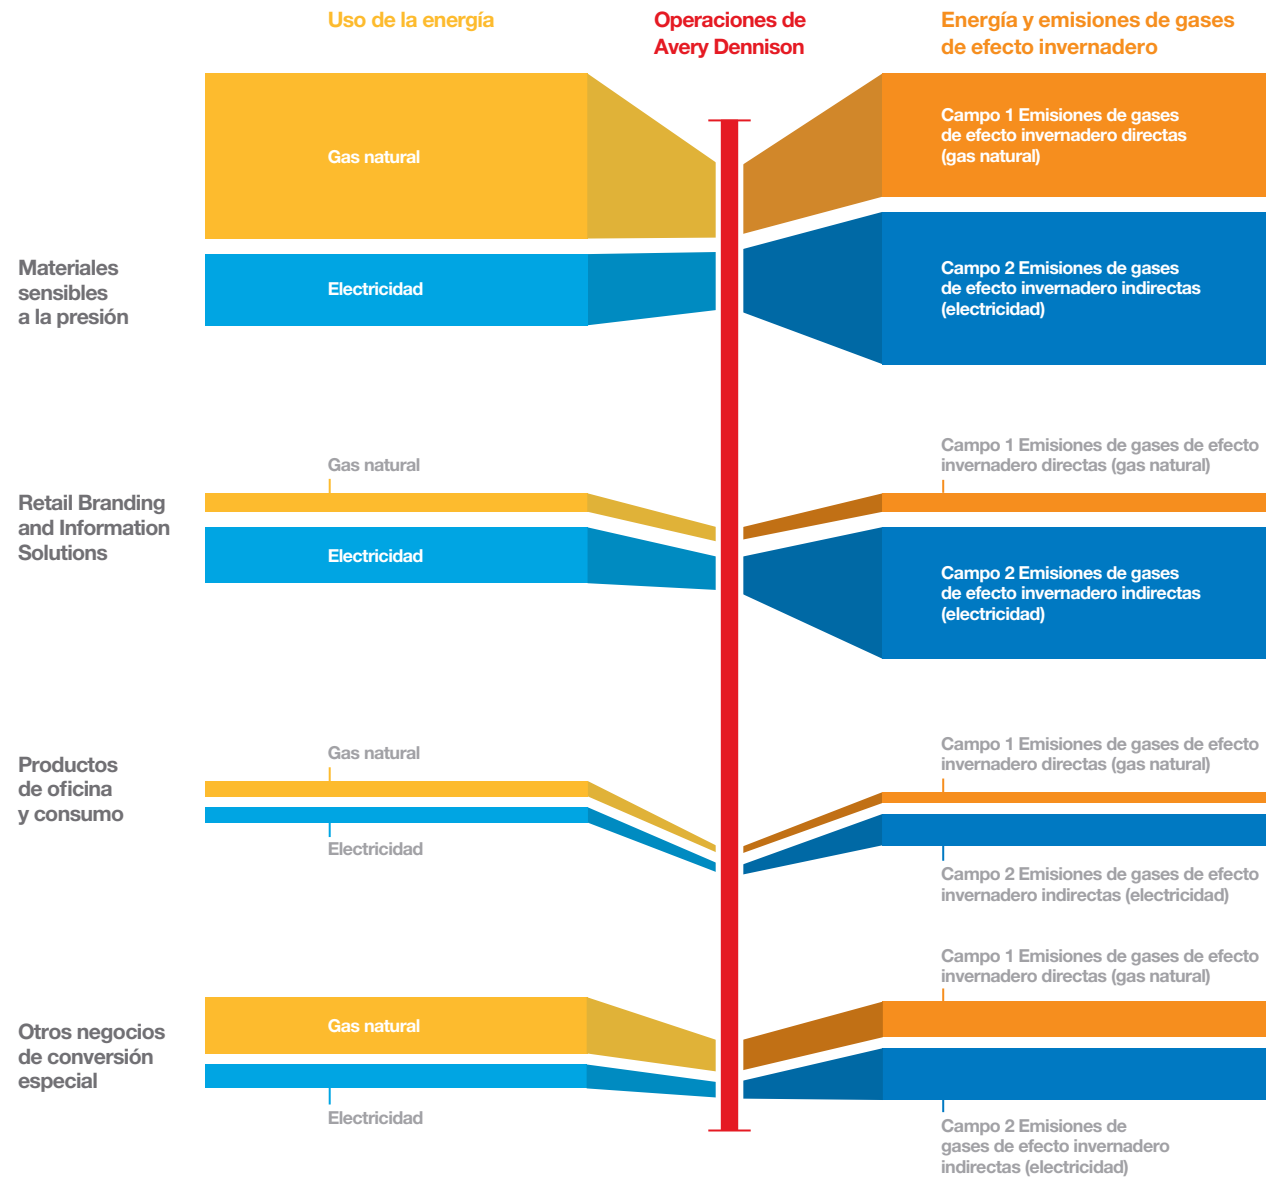 Uso de la energía
Operaciones de
Avery Dennison
Energía y emisiones de gases
de efecto invernadero
Materiales
sensibles
a la presión
Gas natural
Electricidad
Campo 1 Emisiones de gases
de efecto invernadero directas
(gas natural)
Campo 2 Emisiones de gases
de efecto invernadero indirectas
(electricidad)
Retail Branding
and Information
Solutions
Gas natural
Electricidad
Campo 1 Emisiones de gases de efecto
invernadero directas (gas natural)
Campo 2 Emisiones de gases
de efecto invernadero indirectas
(electricidad)
Productos
de oficina
y consumo
Gas natural
Electricidad
Campo 1 Emisiones de gases de efecto
invernadero directas (gas natural)
Campo 2 Emisiones de gases de efecto
invernadero indirectas (electricidad)
Otros negocios
de conversión
especial
Gas natural
Electricidad
Campo 1 Emisiones de gases de efecto
invernadero directas (gas natural)
Campo 2 Emisiones de
gases de efecto invernadero
indirectas (electricidad)